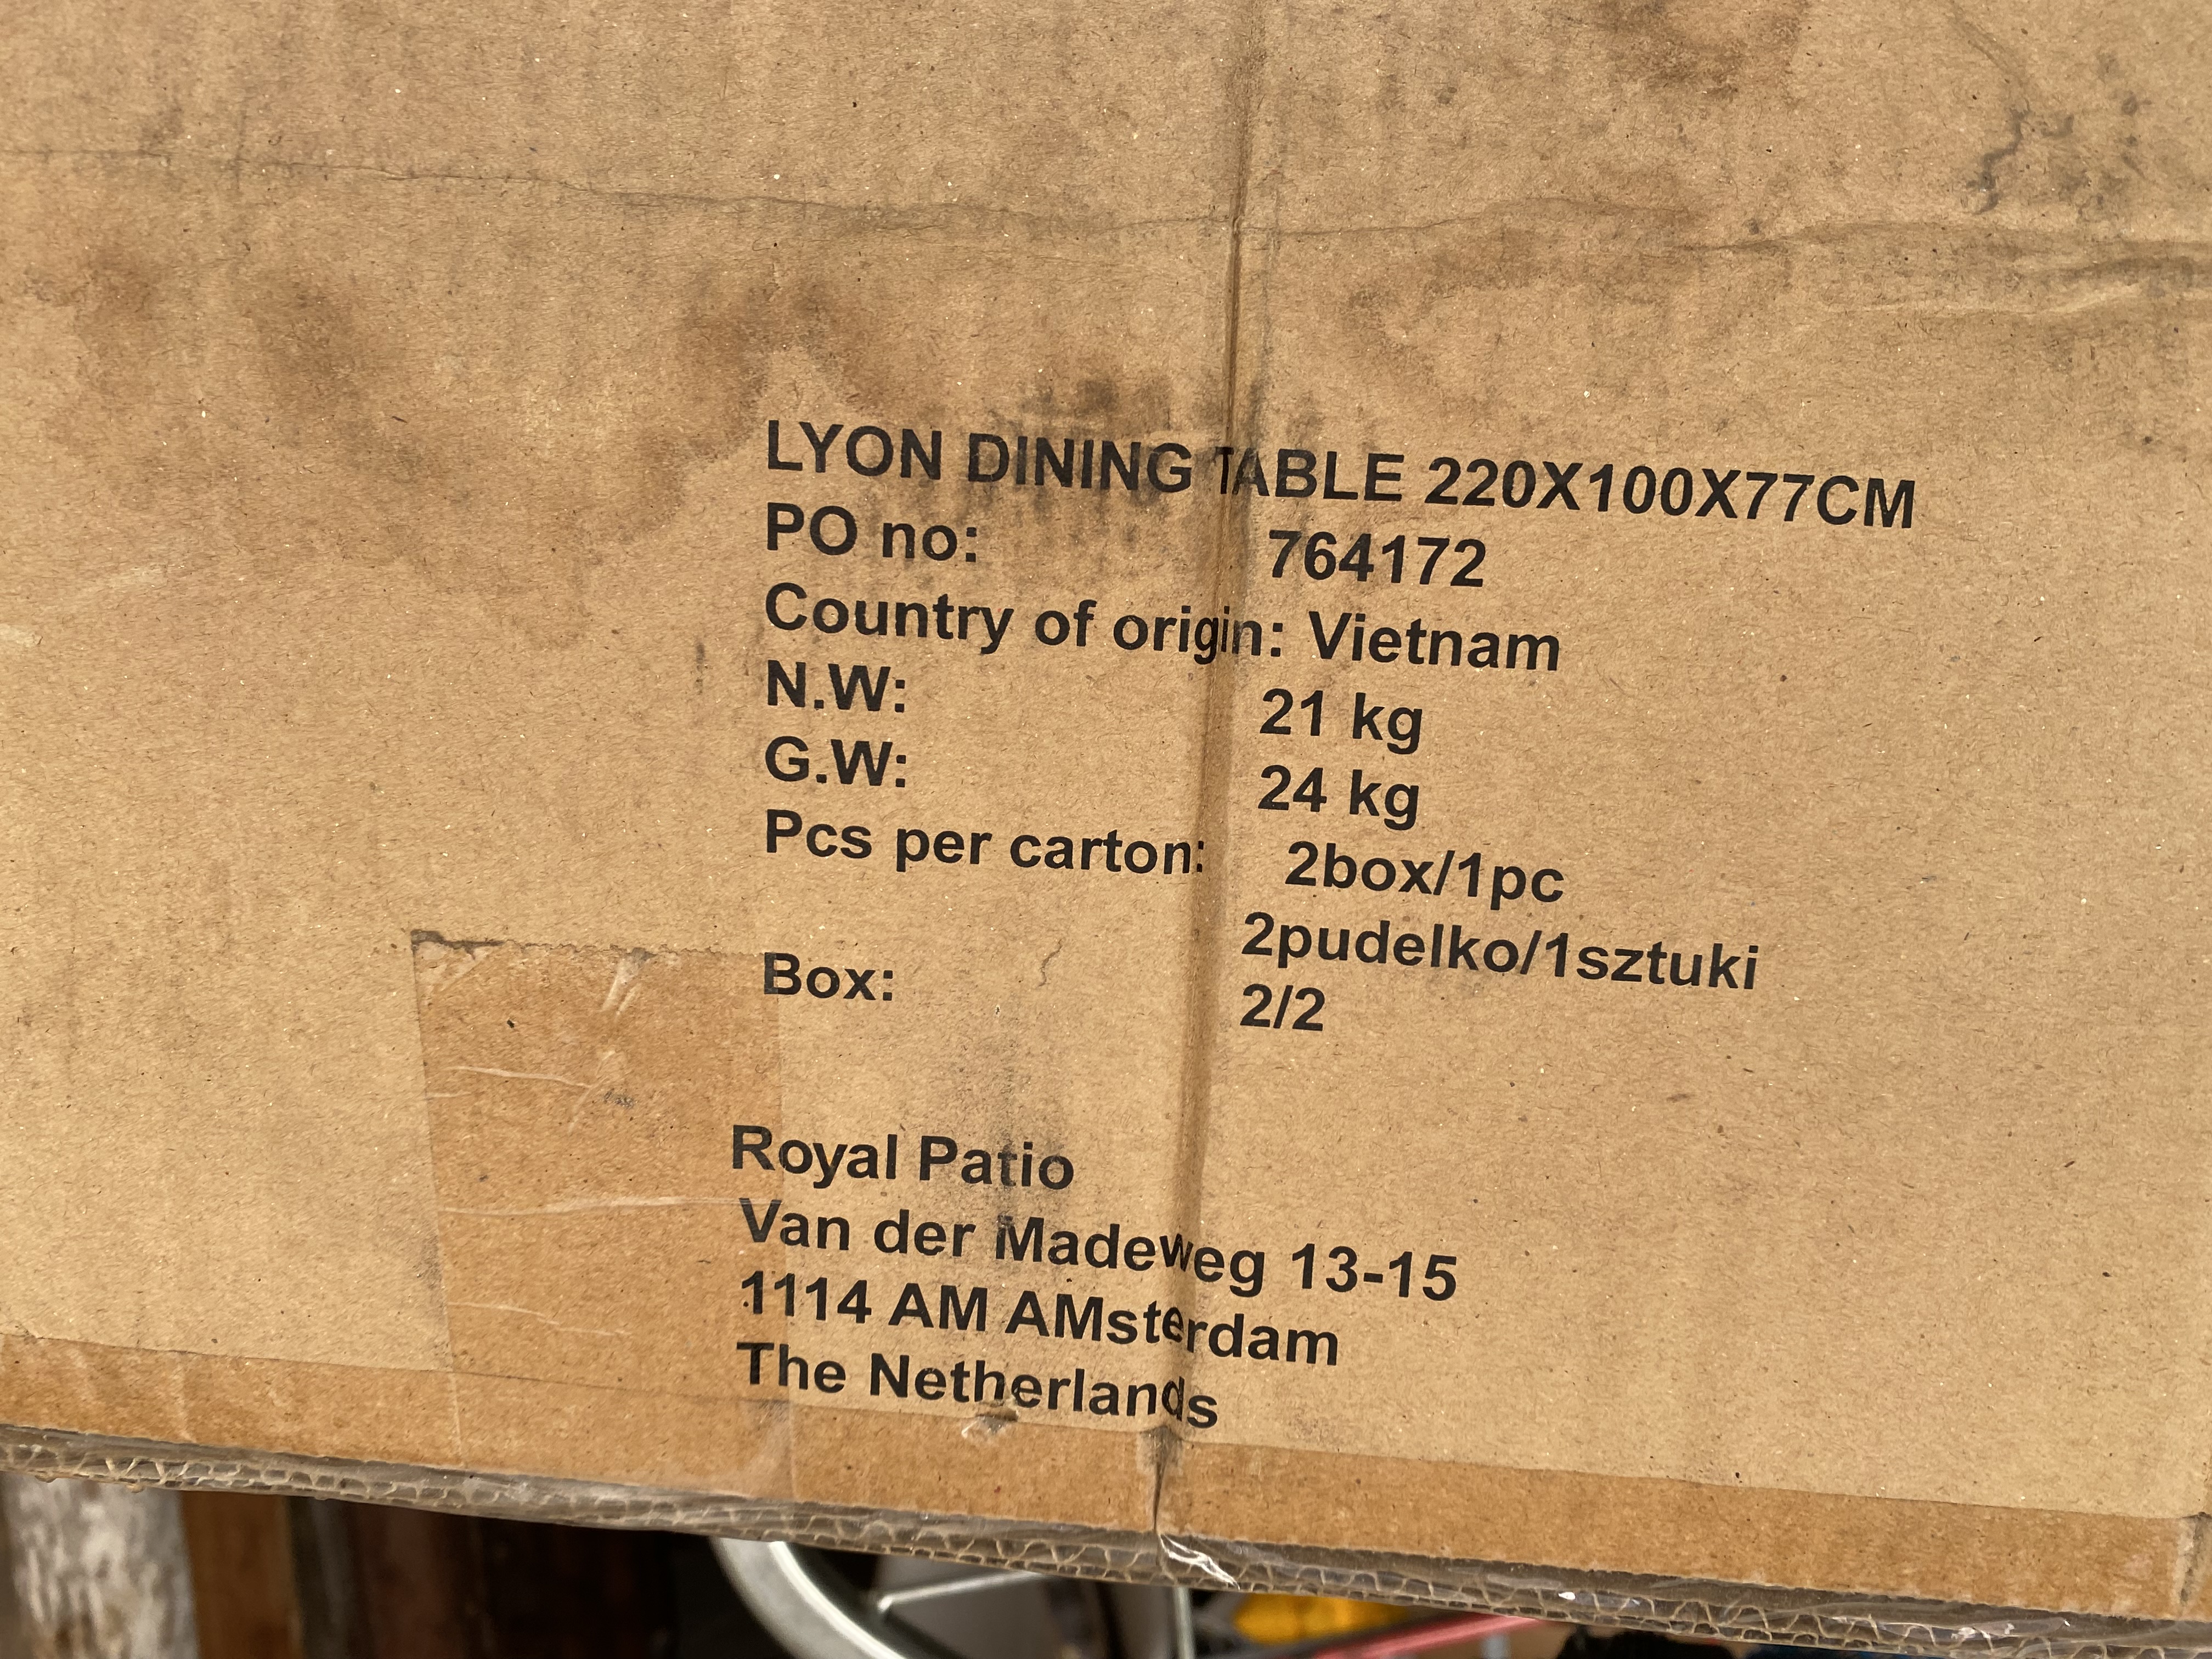 LYON DINING TABLE 220X100X77CM
PO no: 764172
Country of origin: Vietnam
N.W: 21 kg
G.W: 24 kg
Pcs per carton: 2box/1pc
2pudelko/1sztuki
Box: 2/2
Royal Patio
Van der Madeweg 13-15
1114 AM AMsterdam
The Netherlands